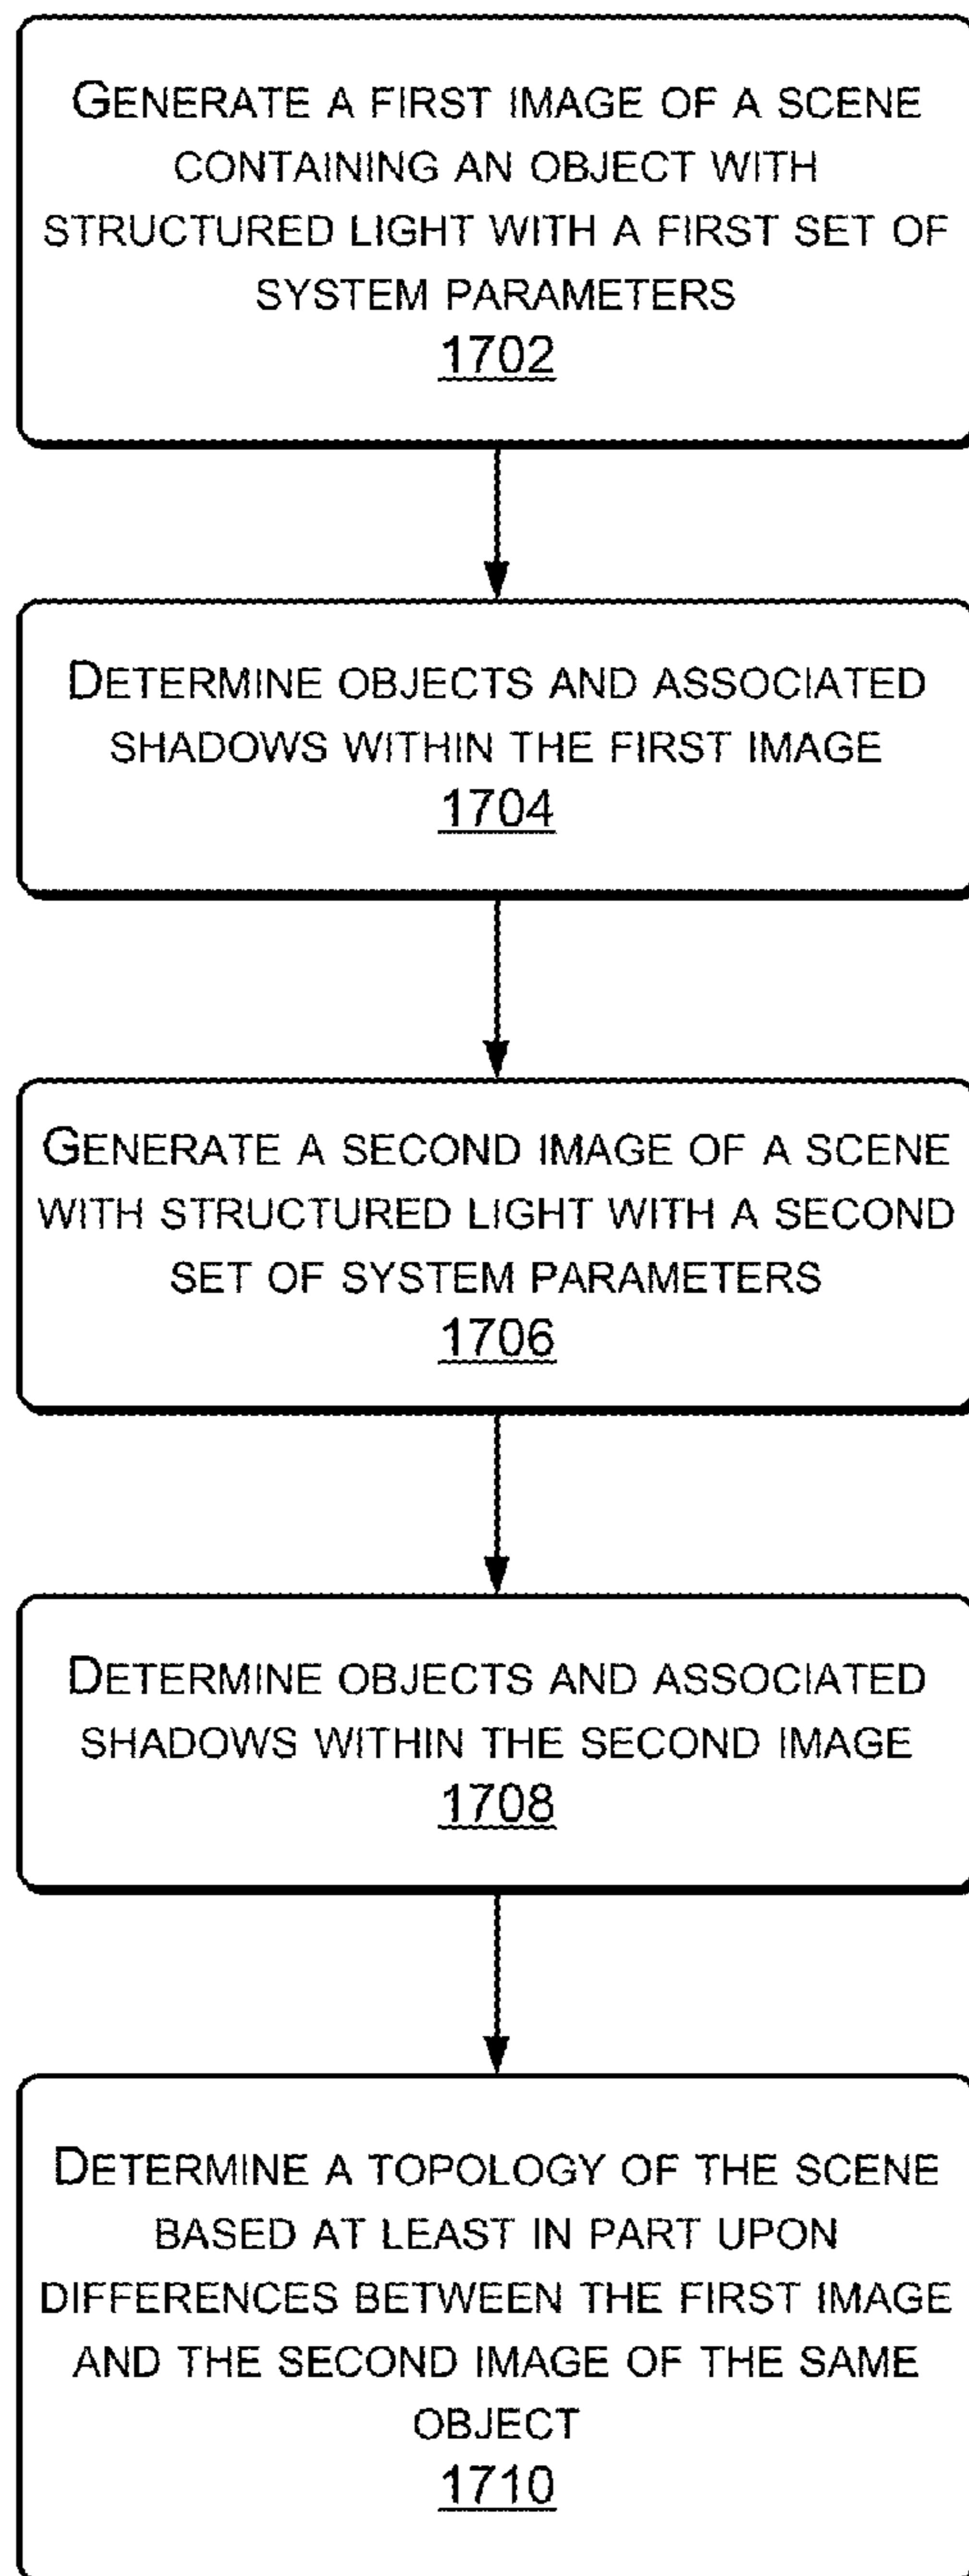 GENERATE A FIRST IMAGE OF A SCENE
CONTAINING AN OBJECT WITH
STRUCTURED LIGHT WITH A FIRST SET OF
SYSTEM PARAMETERS
1702
DETERMINE OBJECTS AND ASSOCIATED
SHADOWS WITHIN THE FIRST IMAGE
1704
GENERATE A SECOND IMAGE OF A SCENE
WITH STRUCTURED LIGHT WITH A SECOND
SET OF SYSTEM PARAMETERS
1706
DETERMINE OBJECTS AND ASSOCIATED
SHADOWS WITHIN THE SECOND IMAGE
1708
DETERMINE A TOPOLOGY OF THE SCENE
BASED AT LEAST IN PART UPON
DIFFERENCES BETWEEN THE FIRST IMAGE
AND THE SECOND IMAGE OF THE SAME
OBJECT
1710